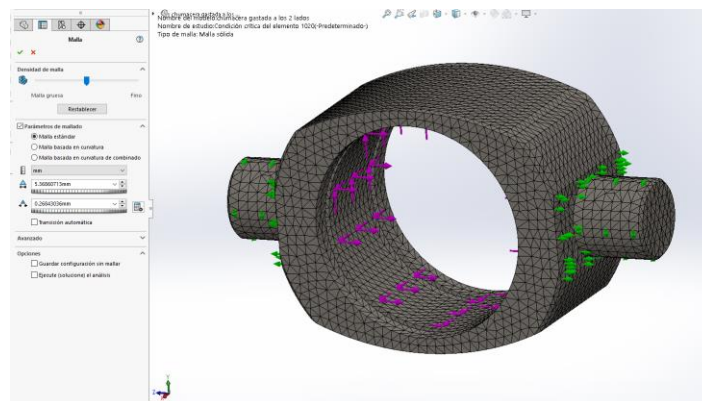 Nombre del modelo:chumacera gastada a los 2 lados
Nombre de estudio:Condición critica del elemento 1020(-Predeterminado-)
Tipo de malla: Malla sólida
Malla
Densidad de malla
Malla gruesa
Fino
Restablecer
Parámetros de mallado
Malla estándar
Malla basada en curvatura
Malla basada en curvatura de combinado
mm
5.36860713mm
0.26843036mm
Transición automática
Avanzado
Opciones
Guardar configuración sin mallar
Ejecute (solucione) el análisis